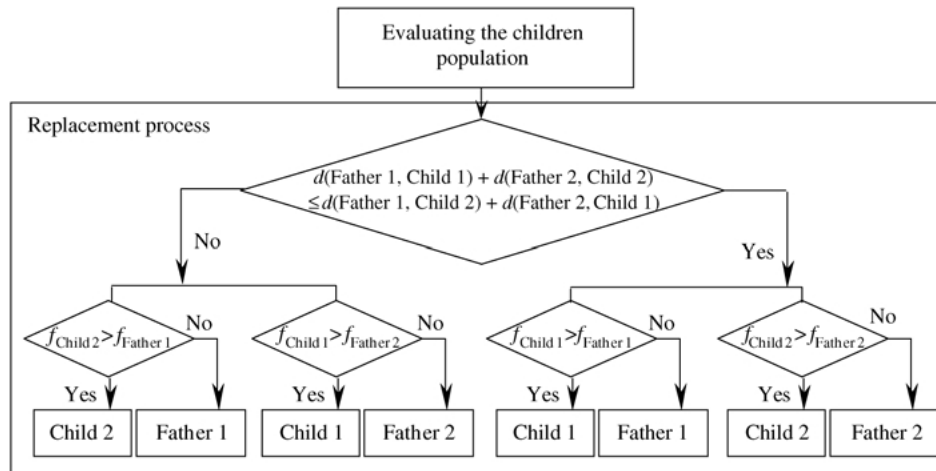 Evaluating the children
population
Replacement process
d(Father 1, Child 1) + d(Father 2, Child 2)
≤d(Father 1, Child 2) + d(Father 2, Child 1)
No
Yes
fChild 2>fFather 1
No
fChild 1>fFather 2
No
fChild 1>fFather 1
No
fChild 2>fFather 2
No
Yes
Yes
Yes
Yes
Child 2
Father 1
Child 1
Father 2
Child 1
Father 1
Child 2
Father 2